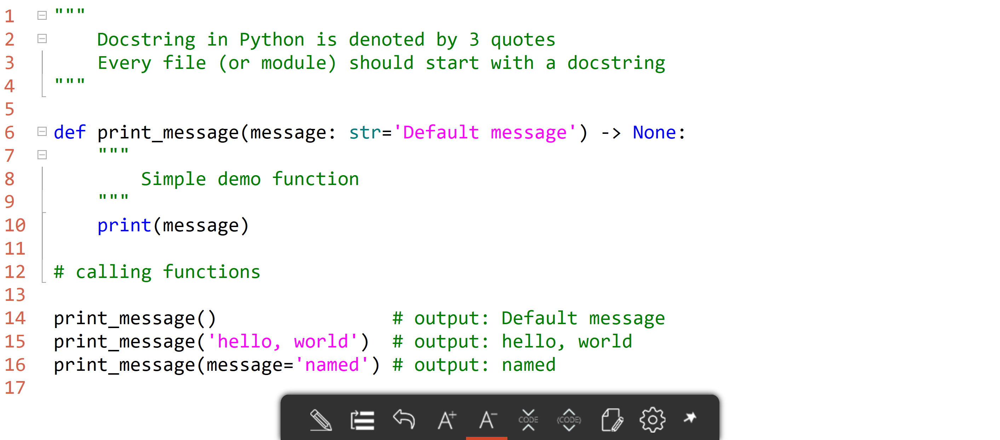 1 """
2     Docstring in Python is denoted by 3 quotes
3     Every file (or module) should start with a docstring
4 """
5
6 def print_message(message: str='Default message') -> None:
7     """
8         Simple demo function
9     """
10     print(message)
11
12 # calling functions
13
14 print_message()                # output: Default message
15 print_message('hello, world')  # output: hello, world
16 print_message(message='named') # output: named
17
A+ A- CODE (CODE)